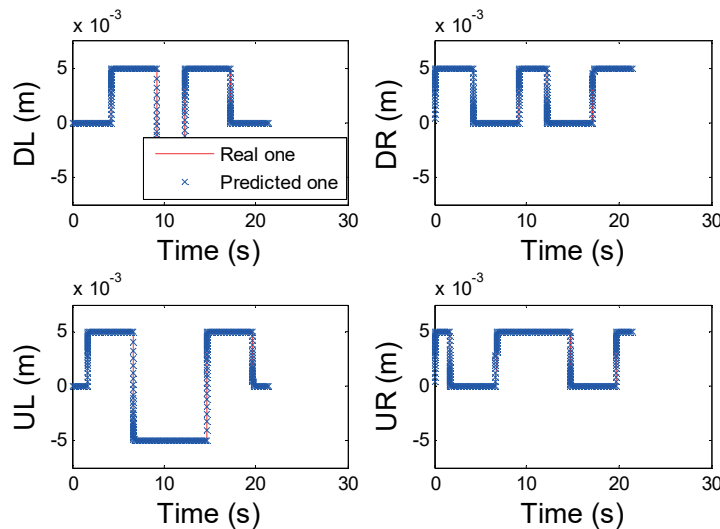 x 10⁻³
5
0
-5
DL (m)
0 10 20 30
Time (s)
Real one
Predicted one
x 10⁻³
5
0
-5
DR (m)
0 10 20 30
Time (s)
x 10⁻³
5
0
-5
UL (m)
0 10 20 30
Time (s)
x 10⁻³
5
0
-5
UR (m)
0 10 20 30
Time (s)